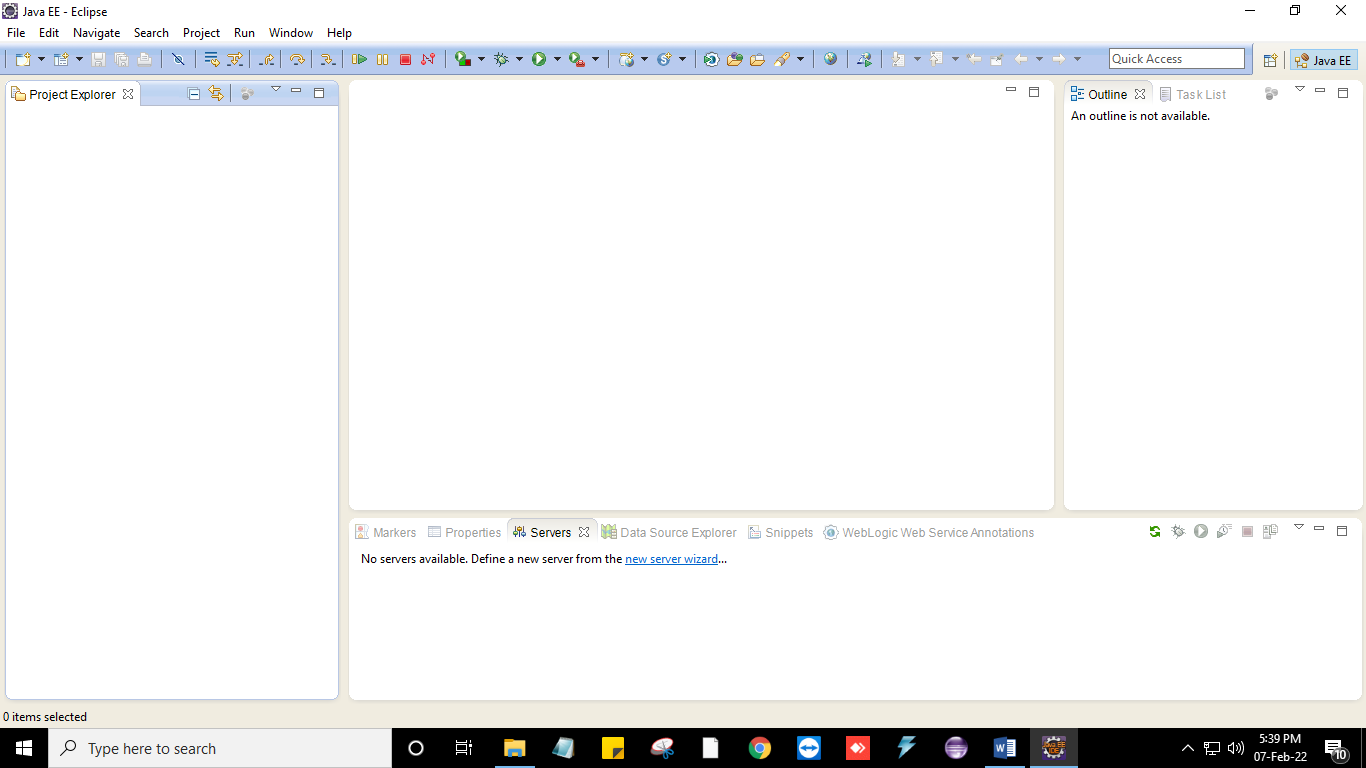 Java EE - Eclipse
File Edit Navigate Search Project Run Window Help
Quick Access
Java EE
Project Explorer
Outline Task List
An outline is not available.
Markers Properties Servers Data Source Explorer Snippets WebLogic Web Service Annotations
No servers available. Define a new server from the new server wizard...
0 items selected
Type here to search
5:39 PM
07-Feb-22
10